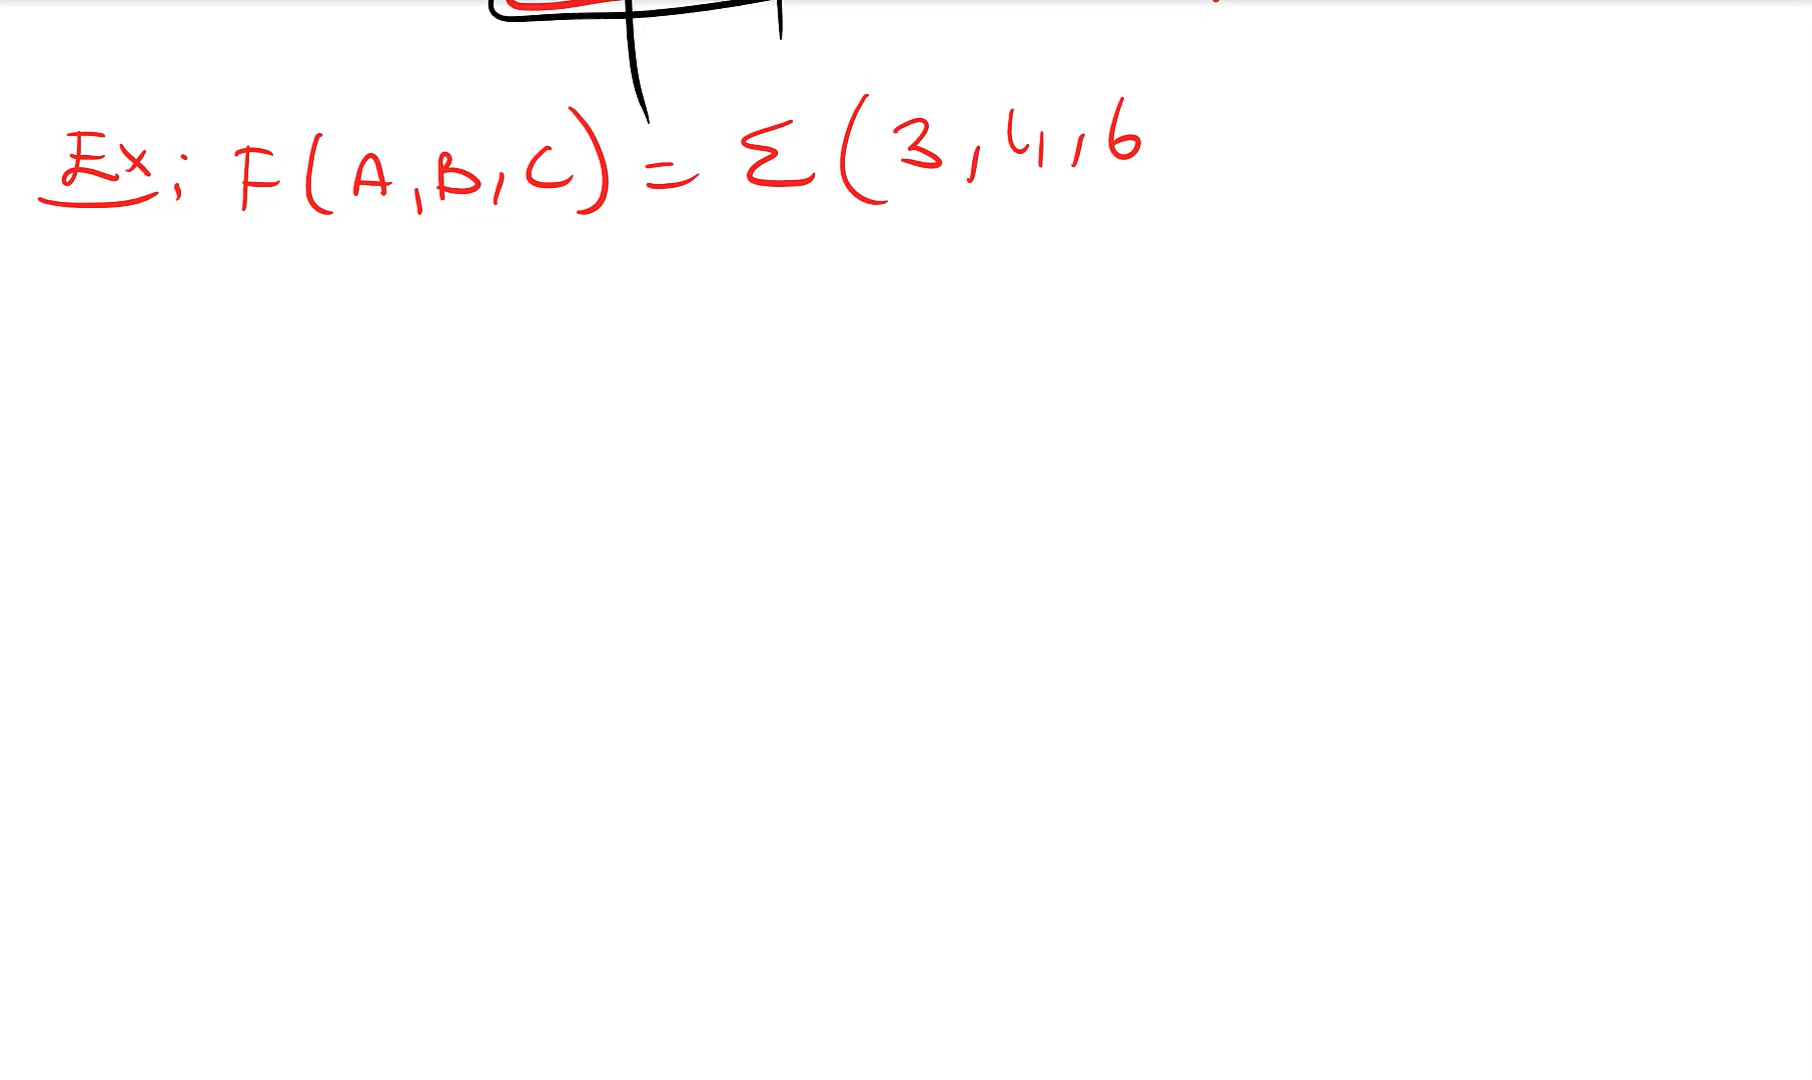 Ex; F(A,B,C) = Σ(3,4,6